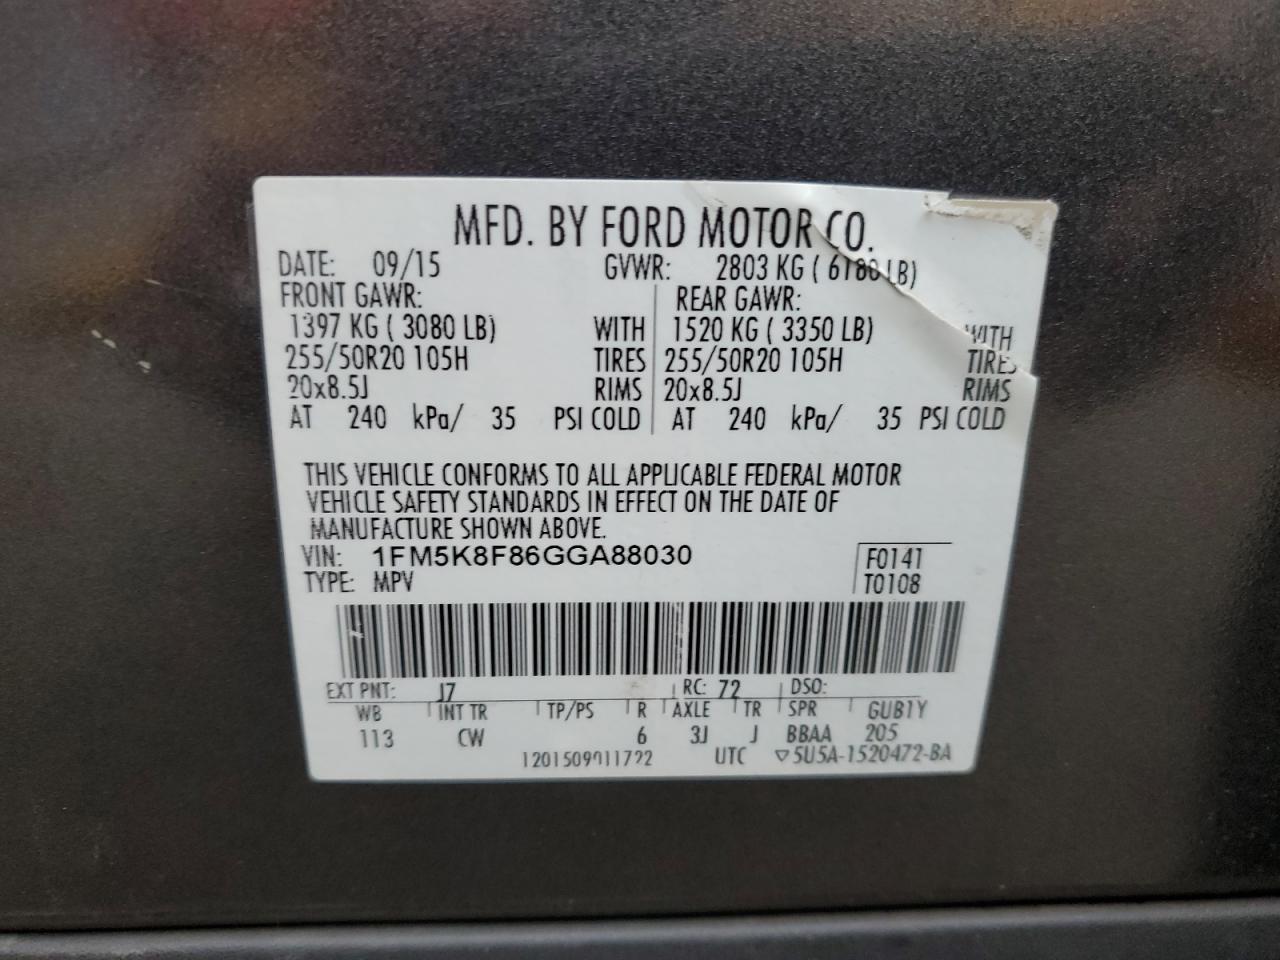 MFD. BY FORD MOTOR CO.
DATE: 09/15 GVWR: 2803 KG ( 6180 LB)
FRONT GAWR: REAR GAWR:
1397 KG ( 3080 LB) WITH 1520 KG ( 3350 LB) WITH
255/50R20 105H TIRES 255/50R20 105H TIRES
20x8.5J RIMS 20x8.5J RIMS
AT 240 kPa/ 35 PSI COLD AT 240 kPa/ 35 PSI COLD
THIS VEHICLE CONFORMS TO ALL APPLICABLE FEDERAL MOTOR
VEHICLE SAFETY STANDARDS IN EFFECT ON THE DATE OF
MANUFACTURE SHOWN ABOVE.
VIN: 1FM5K8F86GGA88030 F0141
TYPE: MPV T0108
EXT PNT: J7 RC: 72 DSO:
WB INT TR TP/PS R AXLE TR SPR GUB1Y
113 CW 6 3J J BBAA 205
1201509011722 UTC ▽5U5A-1520472-BA